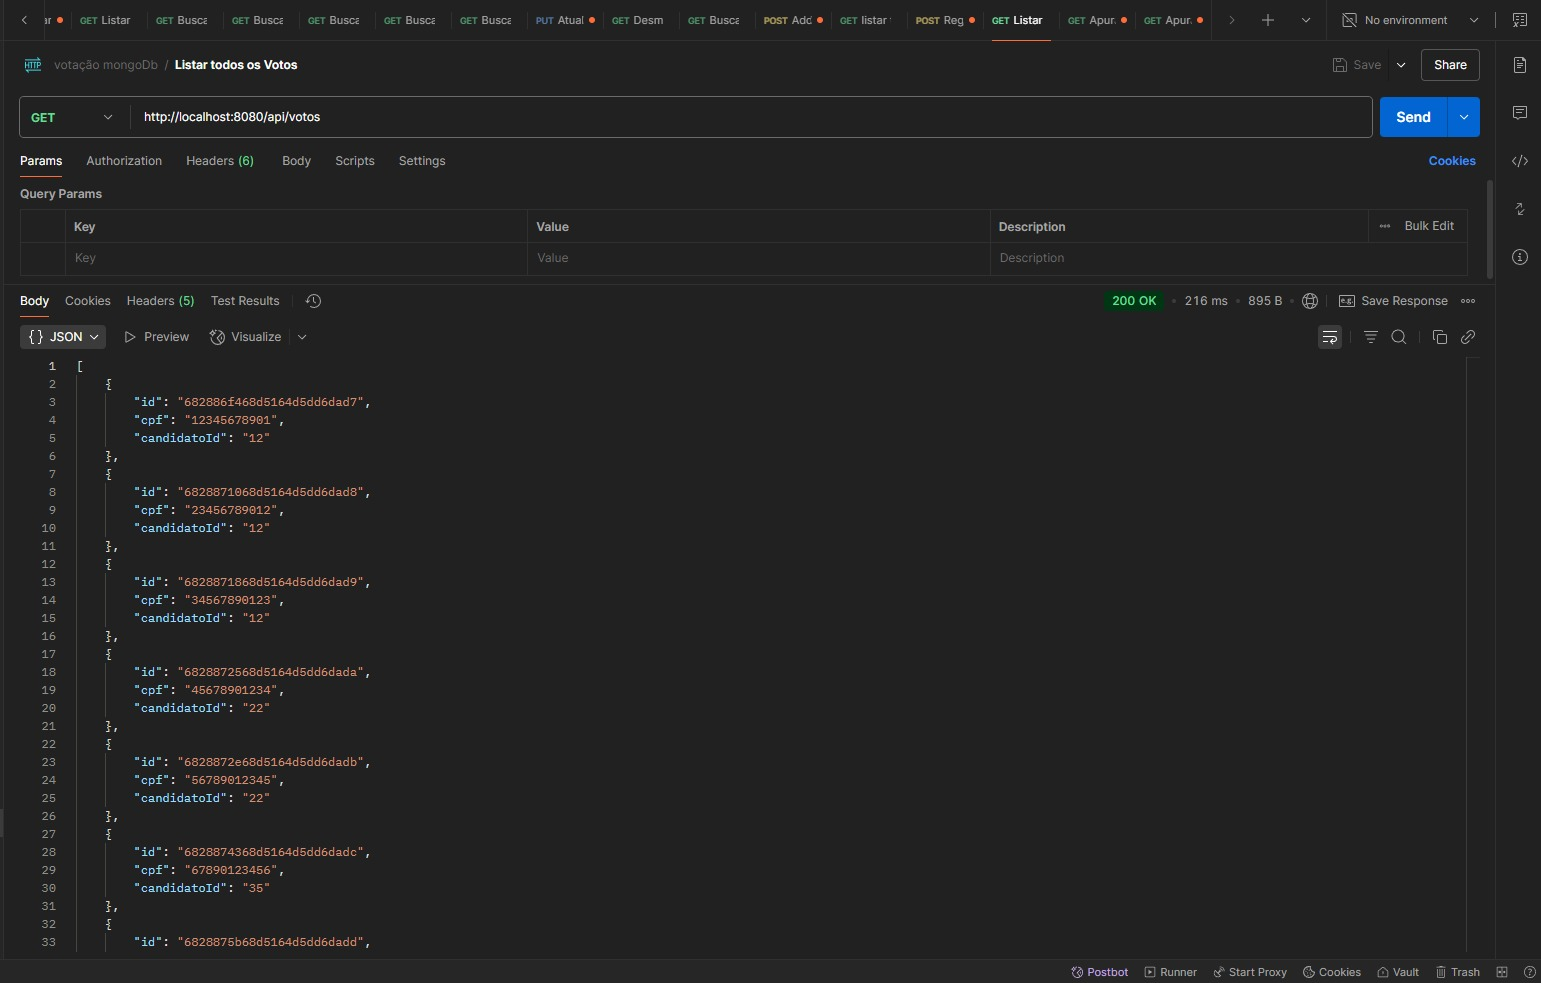 ar GET Listar GET Busca GET Busca GET Busca GET Busca GET Busca PUT Atual GET Desm GET Busca POST Add GET listar POST Reg GET Listar GET Apur GET Apur No environment
HTTP votação mongoDb / Listar todos os Votos Save Share
GET http://localhost:8080/api/votos Send
Params Authorization Headers (6) Body Scripts Settings Cookies
Query Params
Key Value Description Bulk Edit
Key Value Description
Body Cookies Headers (5) Test Results 200 OK 216 ms 895 B e.g. Save Response
{} JSON Preview Visualize
1 [
2 {
3 "id": "682886f468d5164d5dd6dad7",
4 "cpf": "12345678901",
5 "candidatoId": "12"
6 },
7 {
8 "id": "6828871068d5164d5dd6dad8",
9 "cpf": "23456789012",
10 "candidatoId": "12"
11 },
12 {
13 "id": "6828871868d5164d5dd6dad9",
14 "cpf": "34567890123",
15 "candidatoId": "12"
16 },
17 {
18 "id": "6828872568d5164d5dd6dada",
19 "cpf": "45678901234",
20 "candidatoId": "22"
21 },
22 {
23 "id": "6828872e68d5164d5dd6dadb",
24 "cpf": "56789012345",
25 "candidatoId": "22"
26 },
27 {
28 "id": "6828874368d5164d5dd6dadc",
29 "cpf": "67890123456",
30 "candidatoId": "35"
31 },
32 {
33 "id": "6828875b68d5164d5dd6dadd",
Postbot Runner Start Proxy Cookies Vault Trash